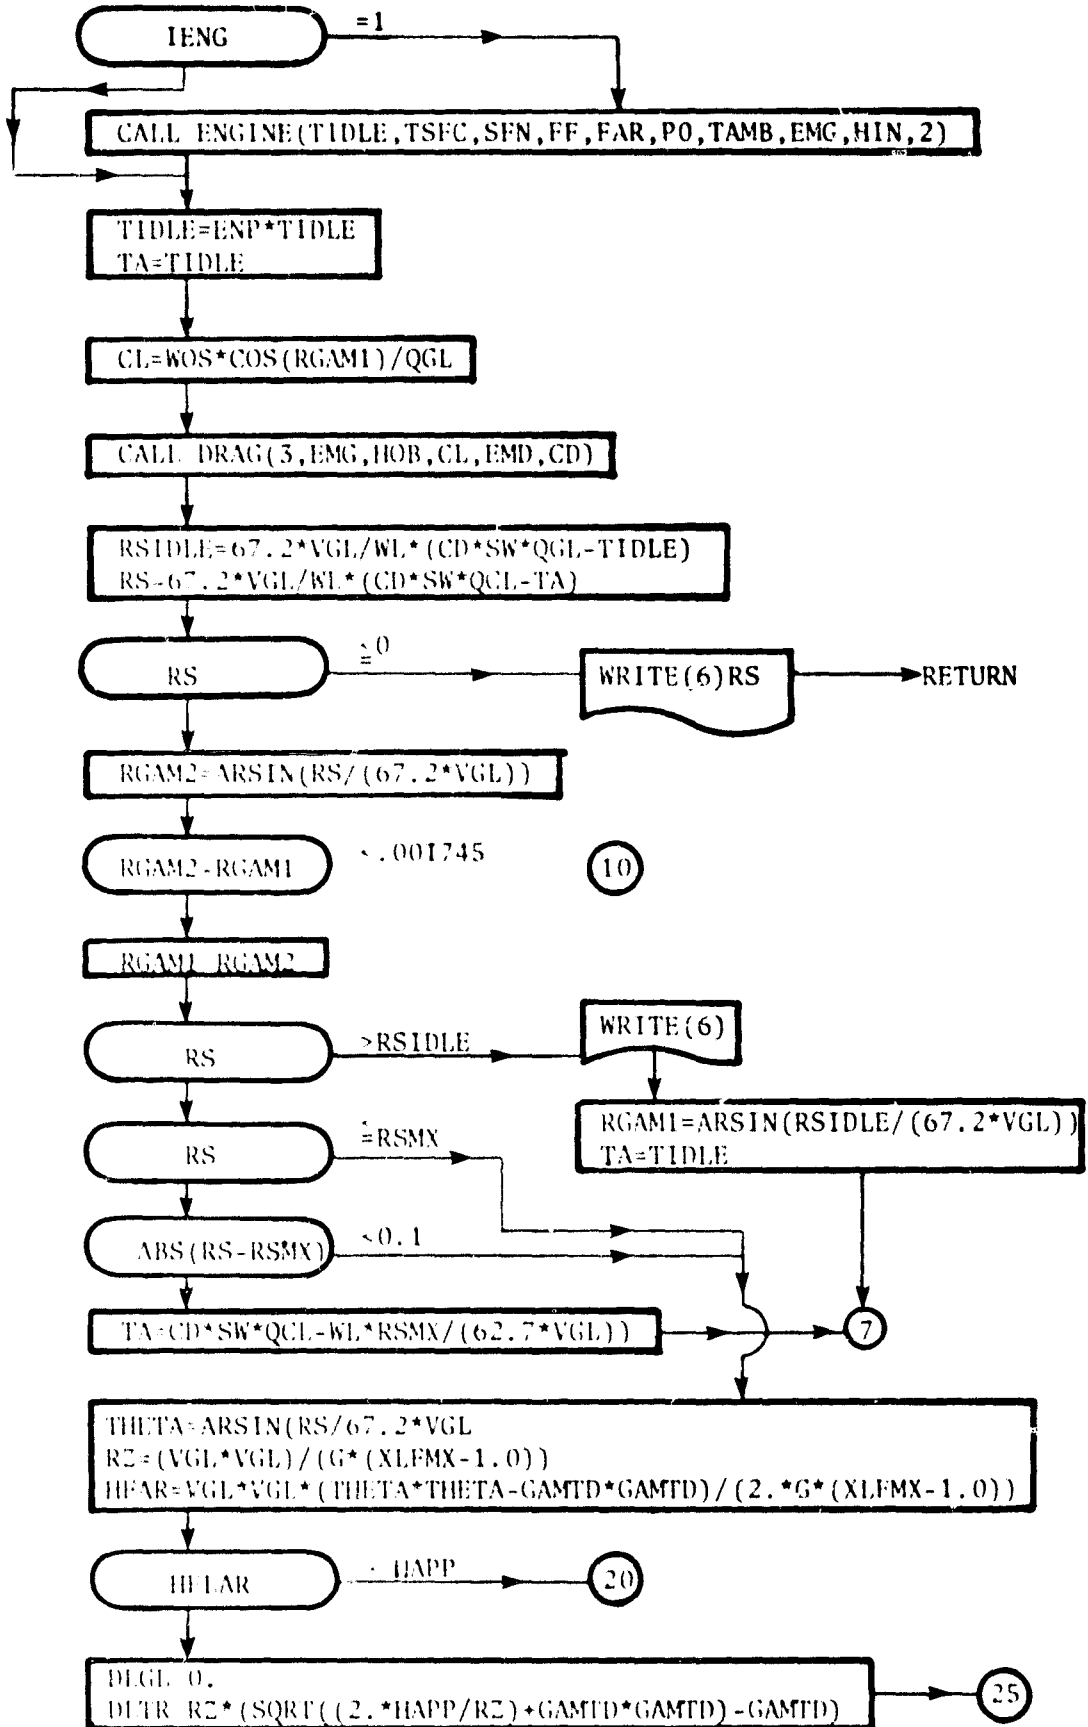 IENG
=1
CALL ENGINE(TIDLE,TSFC,SFN,FF,FAR,PO,TAMB,EMG,HIN,2)
TIDLE=ENP*TIDLE
TA=TIDLE
CL=WOS*COS(RGAM1)/QGL
CALL DRAG(3,EMG,HOB,CL,EMD,CD)
RSIDLE=67.2*VGL/WL*(CD*SW*QGL-TIDLE)
RS=67.2*VGL/WL*(CD*SW*QGL-TA)
RS
≤0
WRITE(6)RS
RETURN
RGAM2=ARSIN(RS/(67.2*VGL))
RGAM2-RGAM1
<.001745
10
RGAM1 RGAM2
RS
>RSIDLE
WRITE(6)
RGAM1=ARSIN(RSIDLE/(67.2*VGL))
TA=TIDLE
RS
=RSMX
ABS(RS-RSMX)
<0.1
TA=CD*SW*QGL-WL*RSMX/(62.7*VGL))
7
THETA=ARSIN(RS/67.2*VGL
RZ=(VGL*VGL)/(G*(XLFMX-1.0))
HFAR=VGL*VGL*(THETA*THETA-GAMTD*GAMTD)/(2.*G*(XLFMX-1.0))
HFLAR
HAPP
20
DLGL 0.
DLTR RZ*(SQRT((2.*HAPP/RZ)+GAMTD*GAMTD)-GAMTD)
25